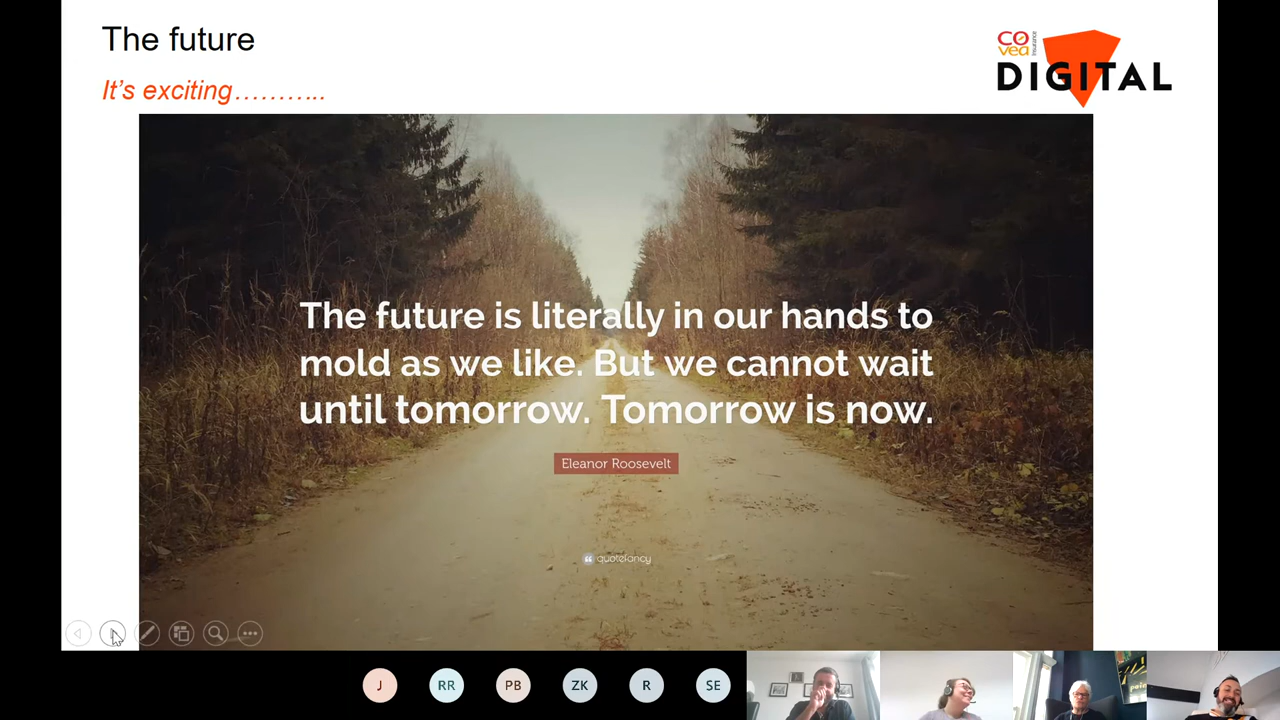 The future
It's exciting………..
CO
vea
insurance
DIGITAL
The future is literally in our hands to
mold as we like. But we cannot wait
until tomorrow. Tomorrow is now.
Eleanor Roosevelt
quotefancy
J
RR
PB
ZK
R
SE